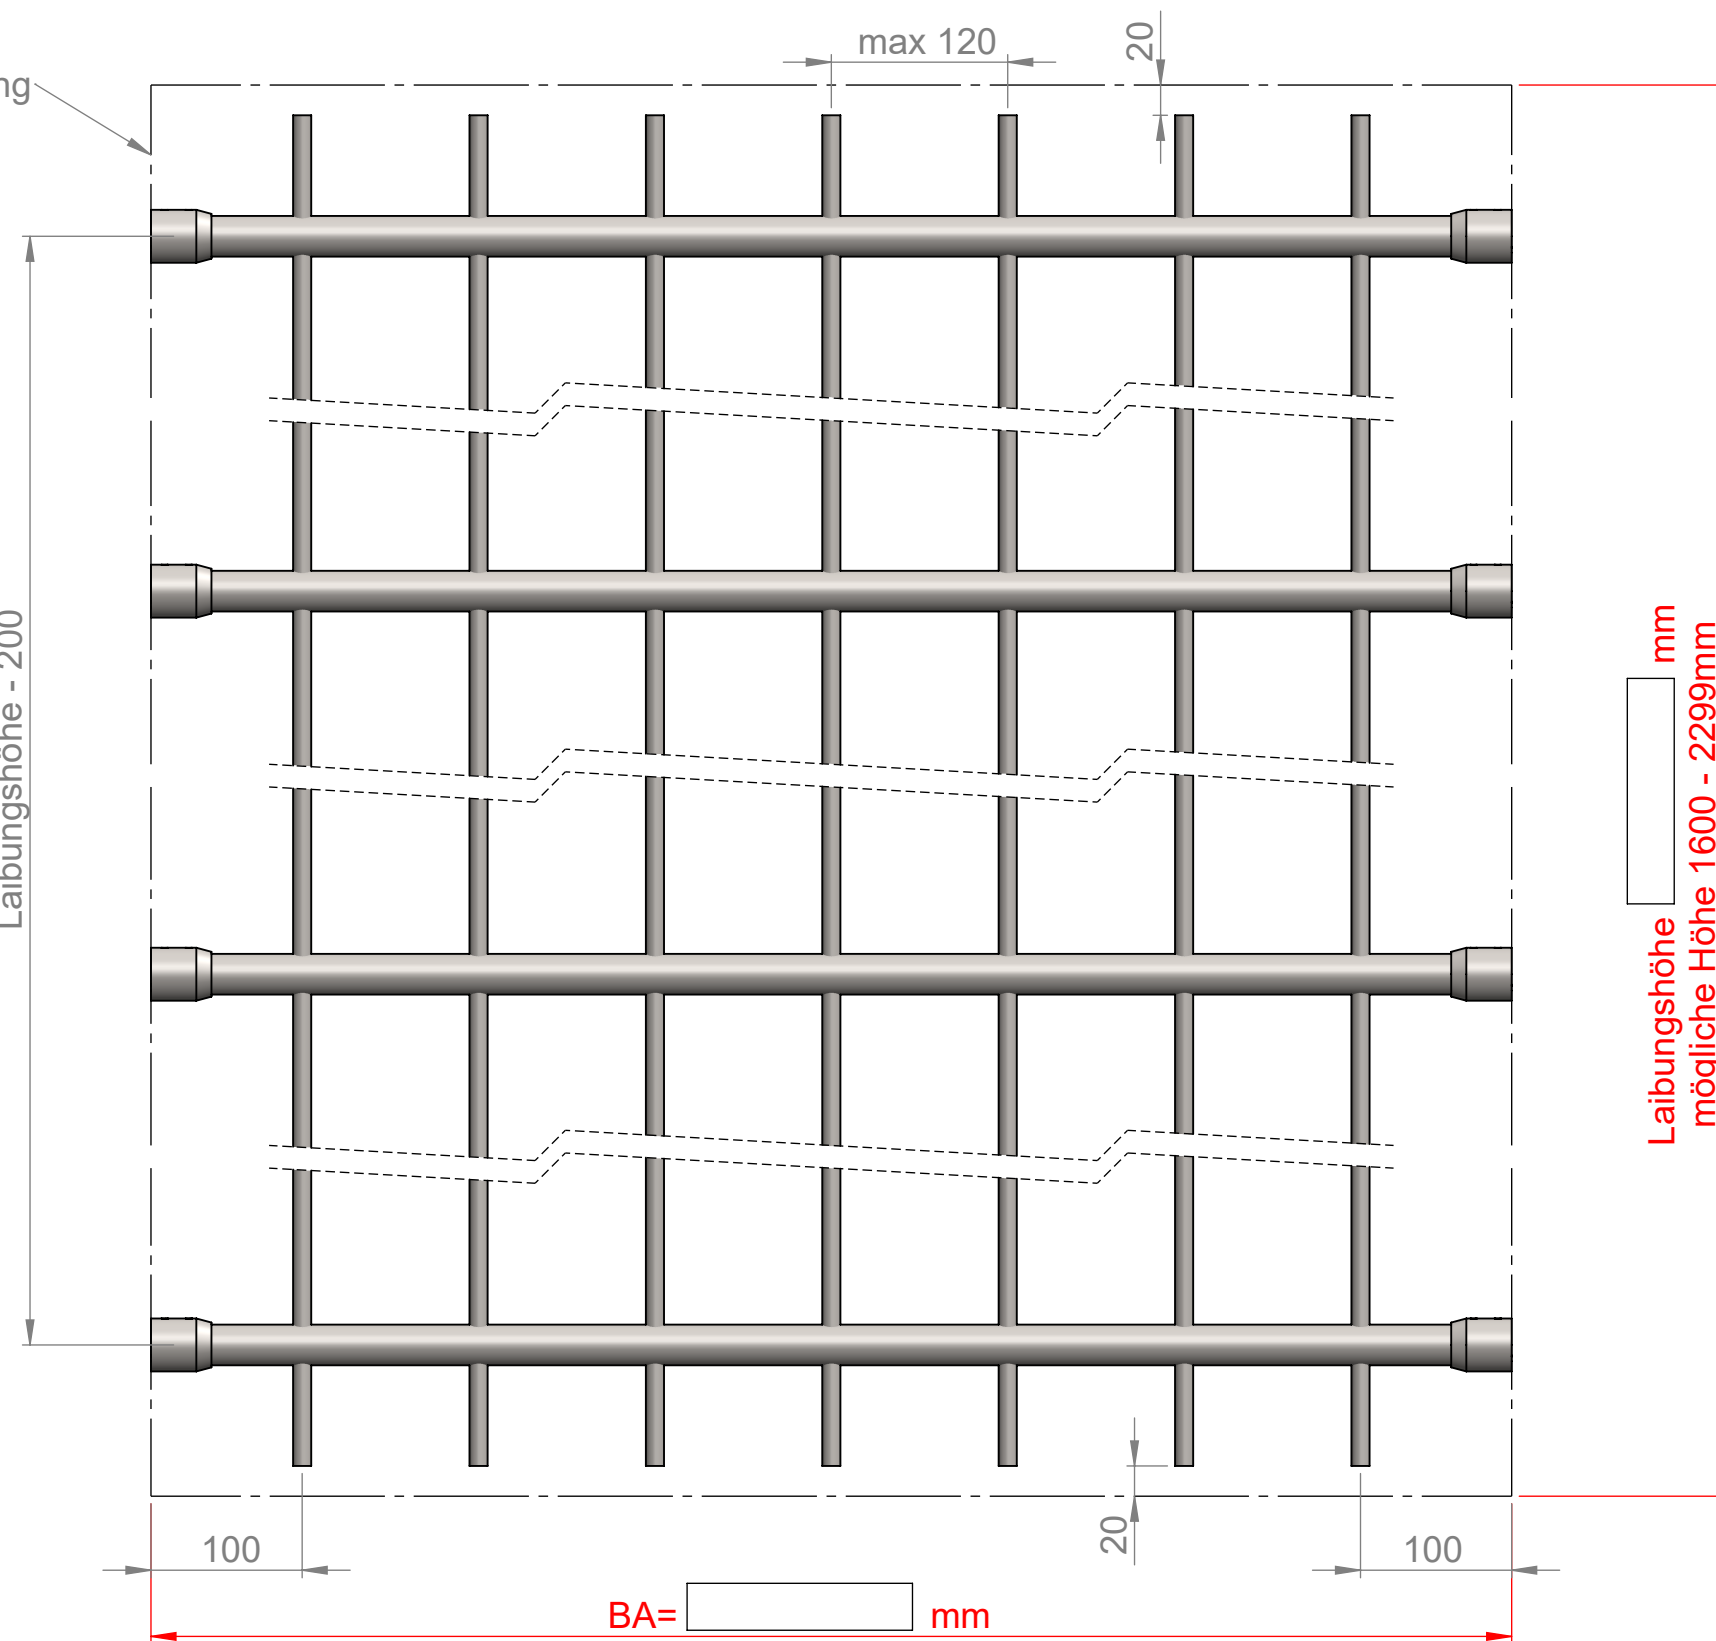 max 120
20
ng
Laibungshöhe - 200
Laibungshöhe mm
mögliche Höhe 1600 - 2299mm
100
20
100
BA= mm